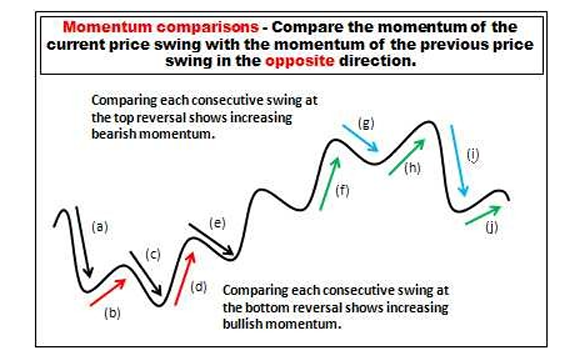 Momentum comparisons - Compare the momentum of the
current price swing with the momentum of the previous price
swing in the opposite direction.
Comparing each consecutive swing at
the top reversal shows increasing
bearish momentum.
(g)
(i)
(h)
(f)
(a)
(e)
(c)
(j)
(d)
(b)
Comparing each consecutive swing at
the bottom reversal shows increasing
bullish momentum.